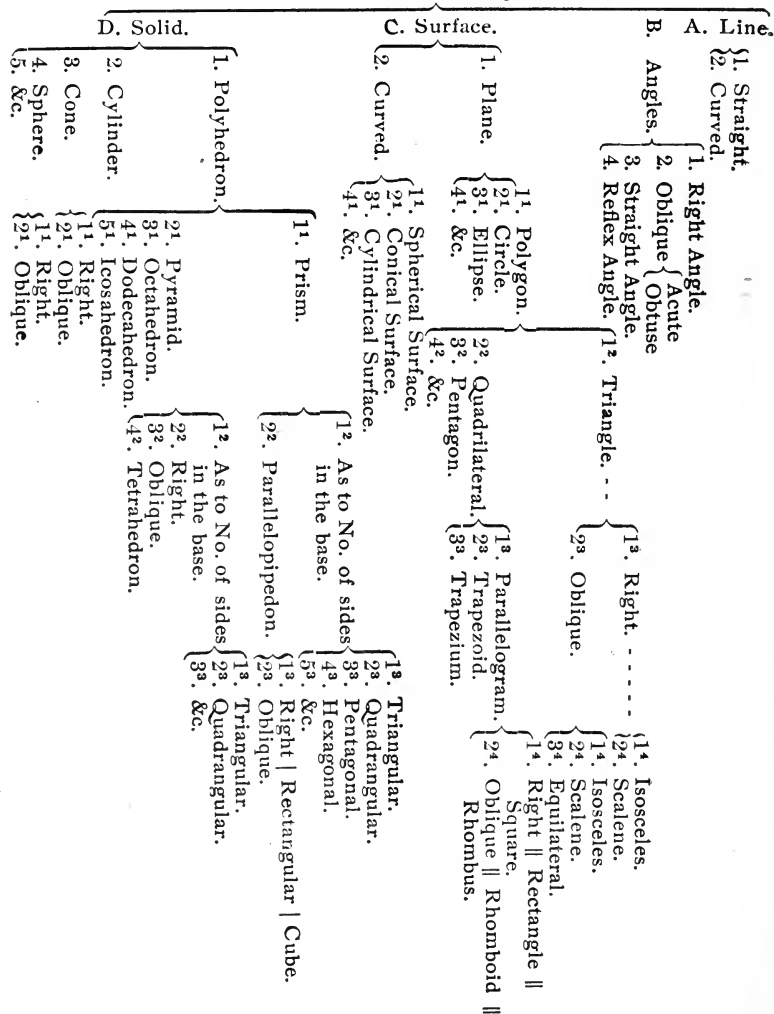 A. Line.
1. Straight.
2. Curved.
B. Angles.
1. Right Angle.
2. Oblique
Acute
Obtuse
3. Straight Angle.
4. Reflex Angle.
C. Surface.
1. Plane.
1¹. Polygon.
1². Triangle. - -
1³. Right. - - - - -
1⁴. Isosceles.
2⁴. Scalene.
2³. Oblique.
1⁴. Isosceles.
2⁴. Scalene.
3⁴. Equilateral.
2². Quadrilateral.
1³. Parallelogram.
1⁴. Right || Rectangle ||
Square.
2⁴. Oblique || Rhomboid ||
Rhombus.
2³. Trapezoid.
3³. Trapezium.
3². Pentagon.
4². &c.
2¹. Circle.
3¹. Ellipse.
4¹. &c.
2. Curved.
1¹. Spherical Surface.
2¹. Conical Surface.
3¹. Cylindrical Surface.
4¹. &c.
D. Solid.
1. Polyhedron.
1¹. Prism.
1². As to No. of sides
in the base.
1³. Triangular.
2³. Quadrangular.
3³. Pentagonal.
4³. Hexagonal.
5³. &c.
2². Parallelopipedon.
1³. Right | Rectangular | Cube.
2³. Oblique.
2¹. Pyramid.
1². As to No. of sides
in the base.
1³. Triangular.
2³. Quadrangular.
3³. &c.
2². Right.
3². Oblique.
4². Tetrahedron.
3¹. Octahedron.
4¹. Dodecahedron.
5¹. Icosahedron.
2. Cylinder.
1¹. Right.
2¹. Oblique.
3. Cone.
1¹. Right.
2¹. Oblique.
4. Sphere.
5. &c.